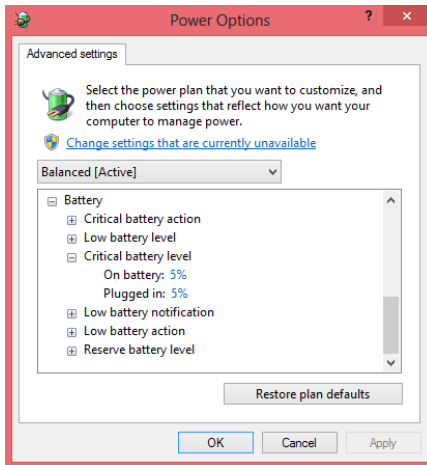 Power Options
?
×
Advanced settings
Select the power plan that you want to customize, and
then choose settings that reflect how you want your
computer to manage power.
Change settings that are currently unavailable
Balanced [Active]
Battery
Critical battery action
Low battery level
Critical battery level
On battery: 5%
Plugged in: 5%
Low battery notification
Low battery action
Reserve battery level
Restore plan defaults
OK
Cancel
Apply